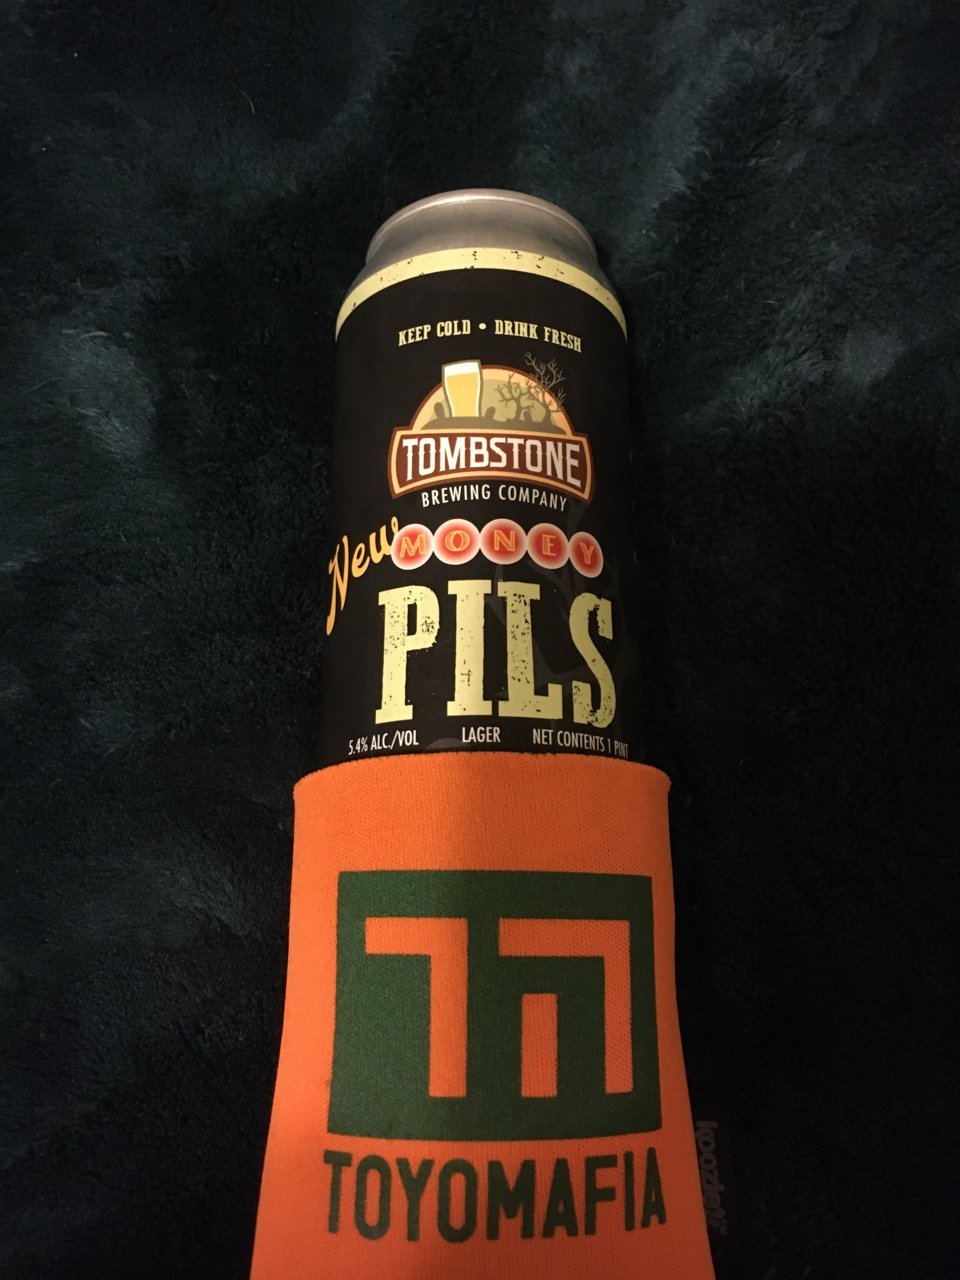 KEEP COLD • DRINK FRESH
TOMBSTONE
BREWING COMPANY
New MONEY
PILS
5.4% ALC./VOL LAGER NET CONTENTS 1 PINT
TOYOMAFIA
koozie